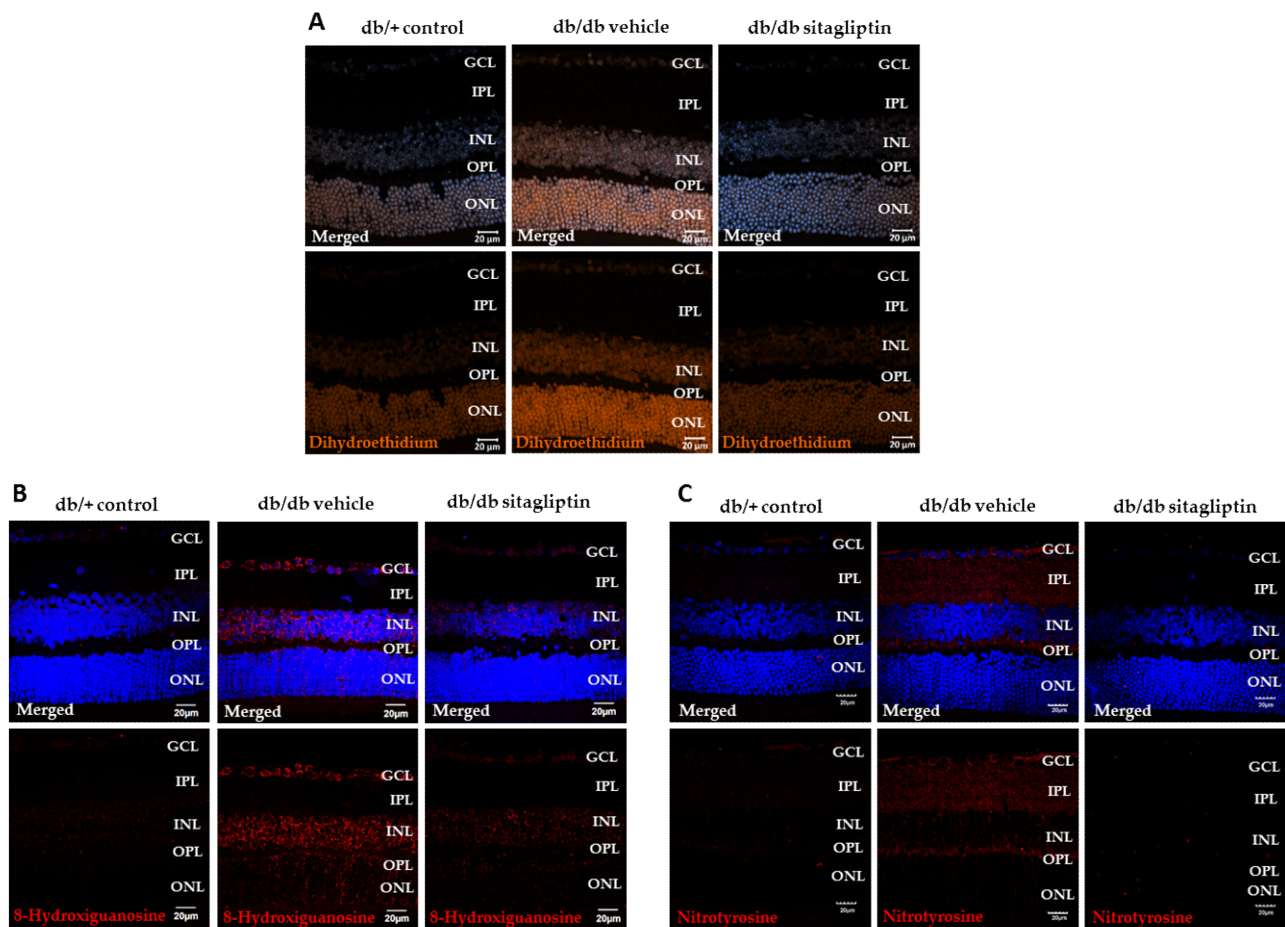 A
db/+ control db/db vehicle db/db sitagliptin
GCL GCL GCL
IPL IPL IPL
INL INL INL
OPL OPL OPL
ONL ONL ONL
Merged 20 µm Merged 20 µm Merged 20 µm
GCL GCL GCL
IPL IPL IPL
INL INL INL
OPL OPL OPL
ONL ONL ONL
Dihydroethidium 20 µm Dihydroethidium 20 µm Dihydroethidium 20 µm
B
db/+ control db/db vehicle db/db sitagliptin
GCL GCL GCL
IPL IPL IPL
INL INL INL
OPL OPL OPL
ONL ONL ONL
Merged 20µm Merged 20µm Merged 20µm
GCL GCL GCL
IPL IPL IPL
INL INL INL
OPL OPL OPL
ONL ONL ONL
8-Hydroxiguanosine 20µm 8-Hydroxiguanosine 20µm 8-Hydroxiguanosine 20µm
C
db/+ control db/db vehicle db/db sitagliptin
GCL GCL GCL
IPL IPL IPL
INL INL INL
OPL OPL OPL
ONL ONL ONL
Merged 20µm Merged 20µm Merged 20µm
GCL GCL GCL
IPL IPL IPL
INL INL INL
OPL OPL OPL
ONL ONL ONL
Nitrotyrosine 20µm Nitrotyrosine 20µm Nitrotyrosine 20µm